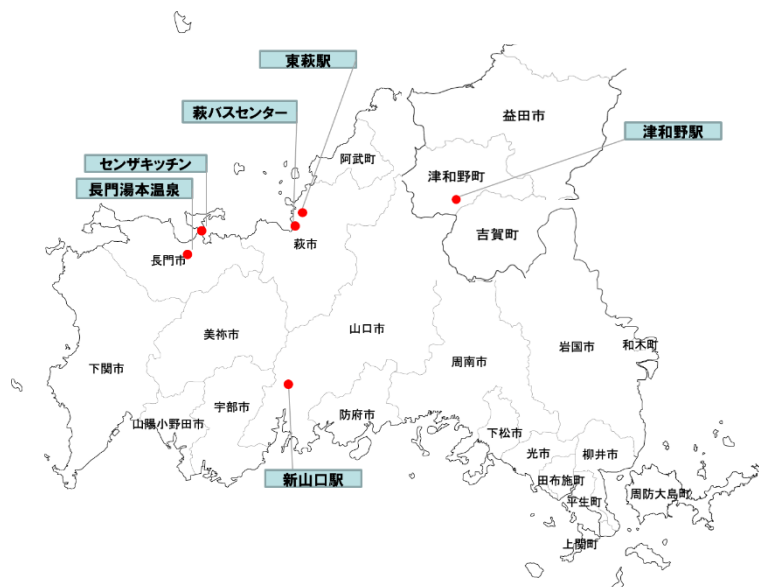 東萩駅
萩バスセンター
益田市
津和野駅
センザキッチン
阿武町
津和野町
長門湯本温泉
吉賀町
萩市
長門市
山口市
美祢市
岩国市
和木町
周南市
下関市
宇部市
防府市
山陽小野田市
下松市
光市
柳井市
新山口駅
田布施町
周防大島町
平生町
上関町